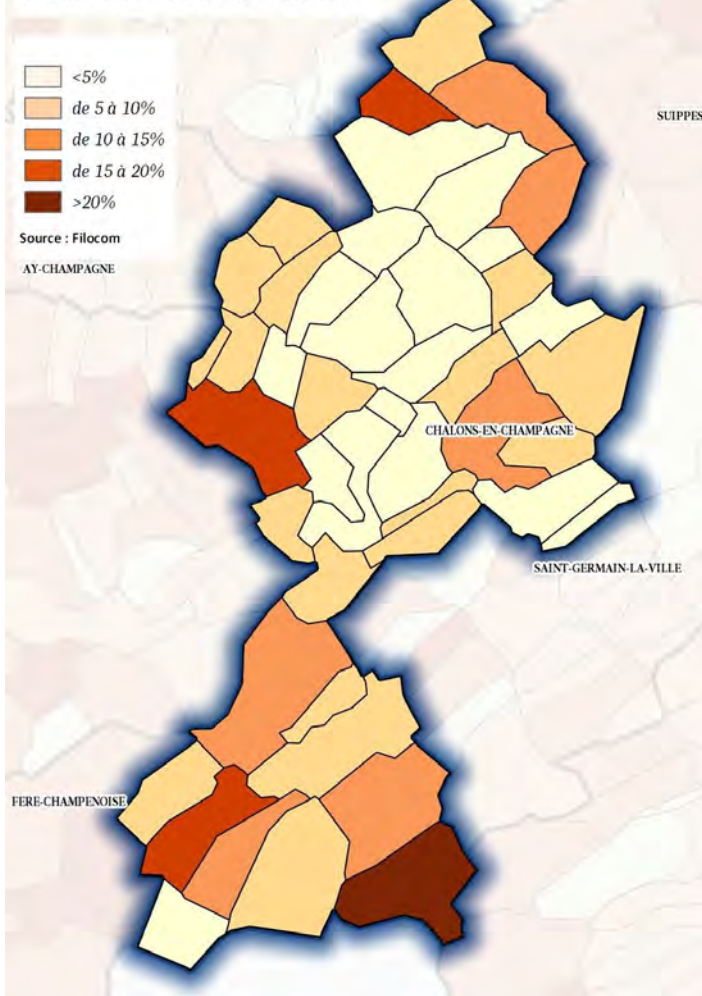 <5%
de 5 à 10%
de 10 à 15%
de 15 à 20%
>20%
Source : Filocom
SUIPPES
AY-CHAMPAGNE
CHALONS-EN-CHAMPAGNE
SAINT-GERMAIN-LA-VILLE
FERE-CHAMPENOISE